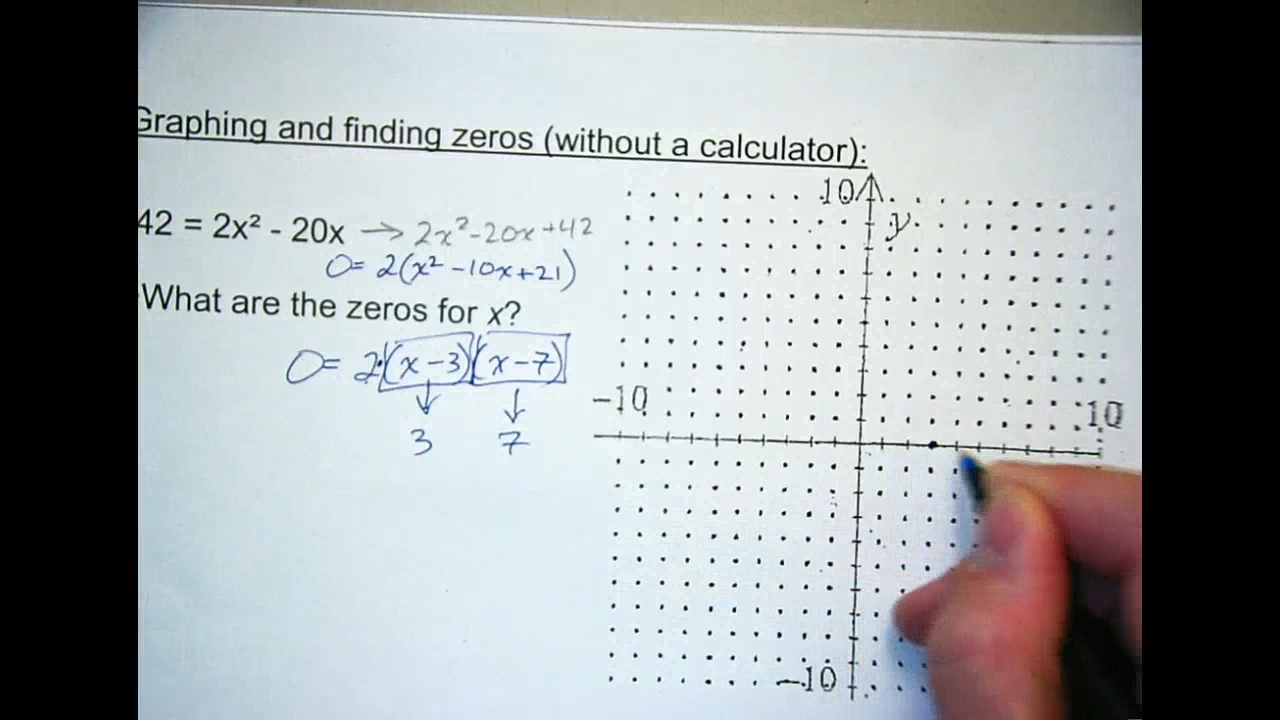 Graphing and finding zeros (without a calculator):
42 = 2x² - 20x → 2x²-20x+42
0= 2(x² -10x+21)
What are the zeros for x?
0= 2·(x-3)(x-7)
3 7
10
y
-10
10
-10